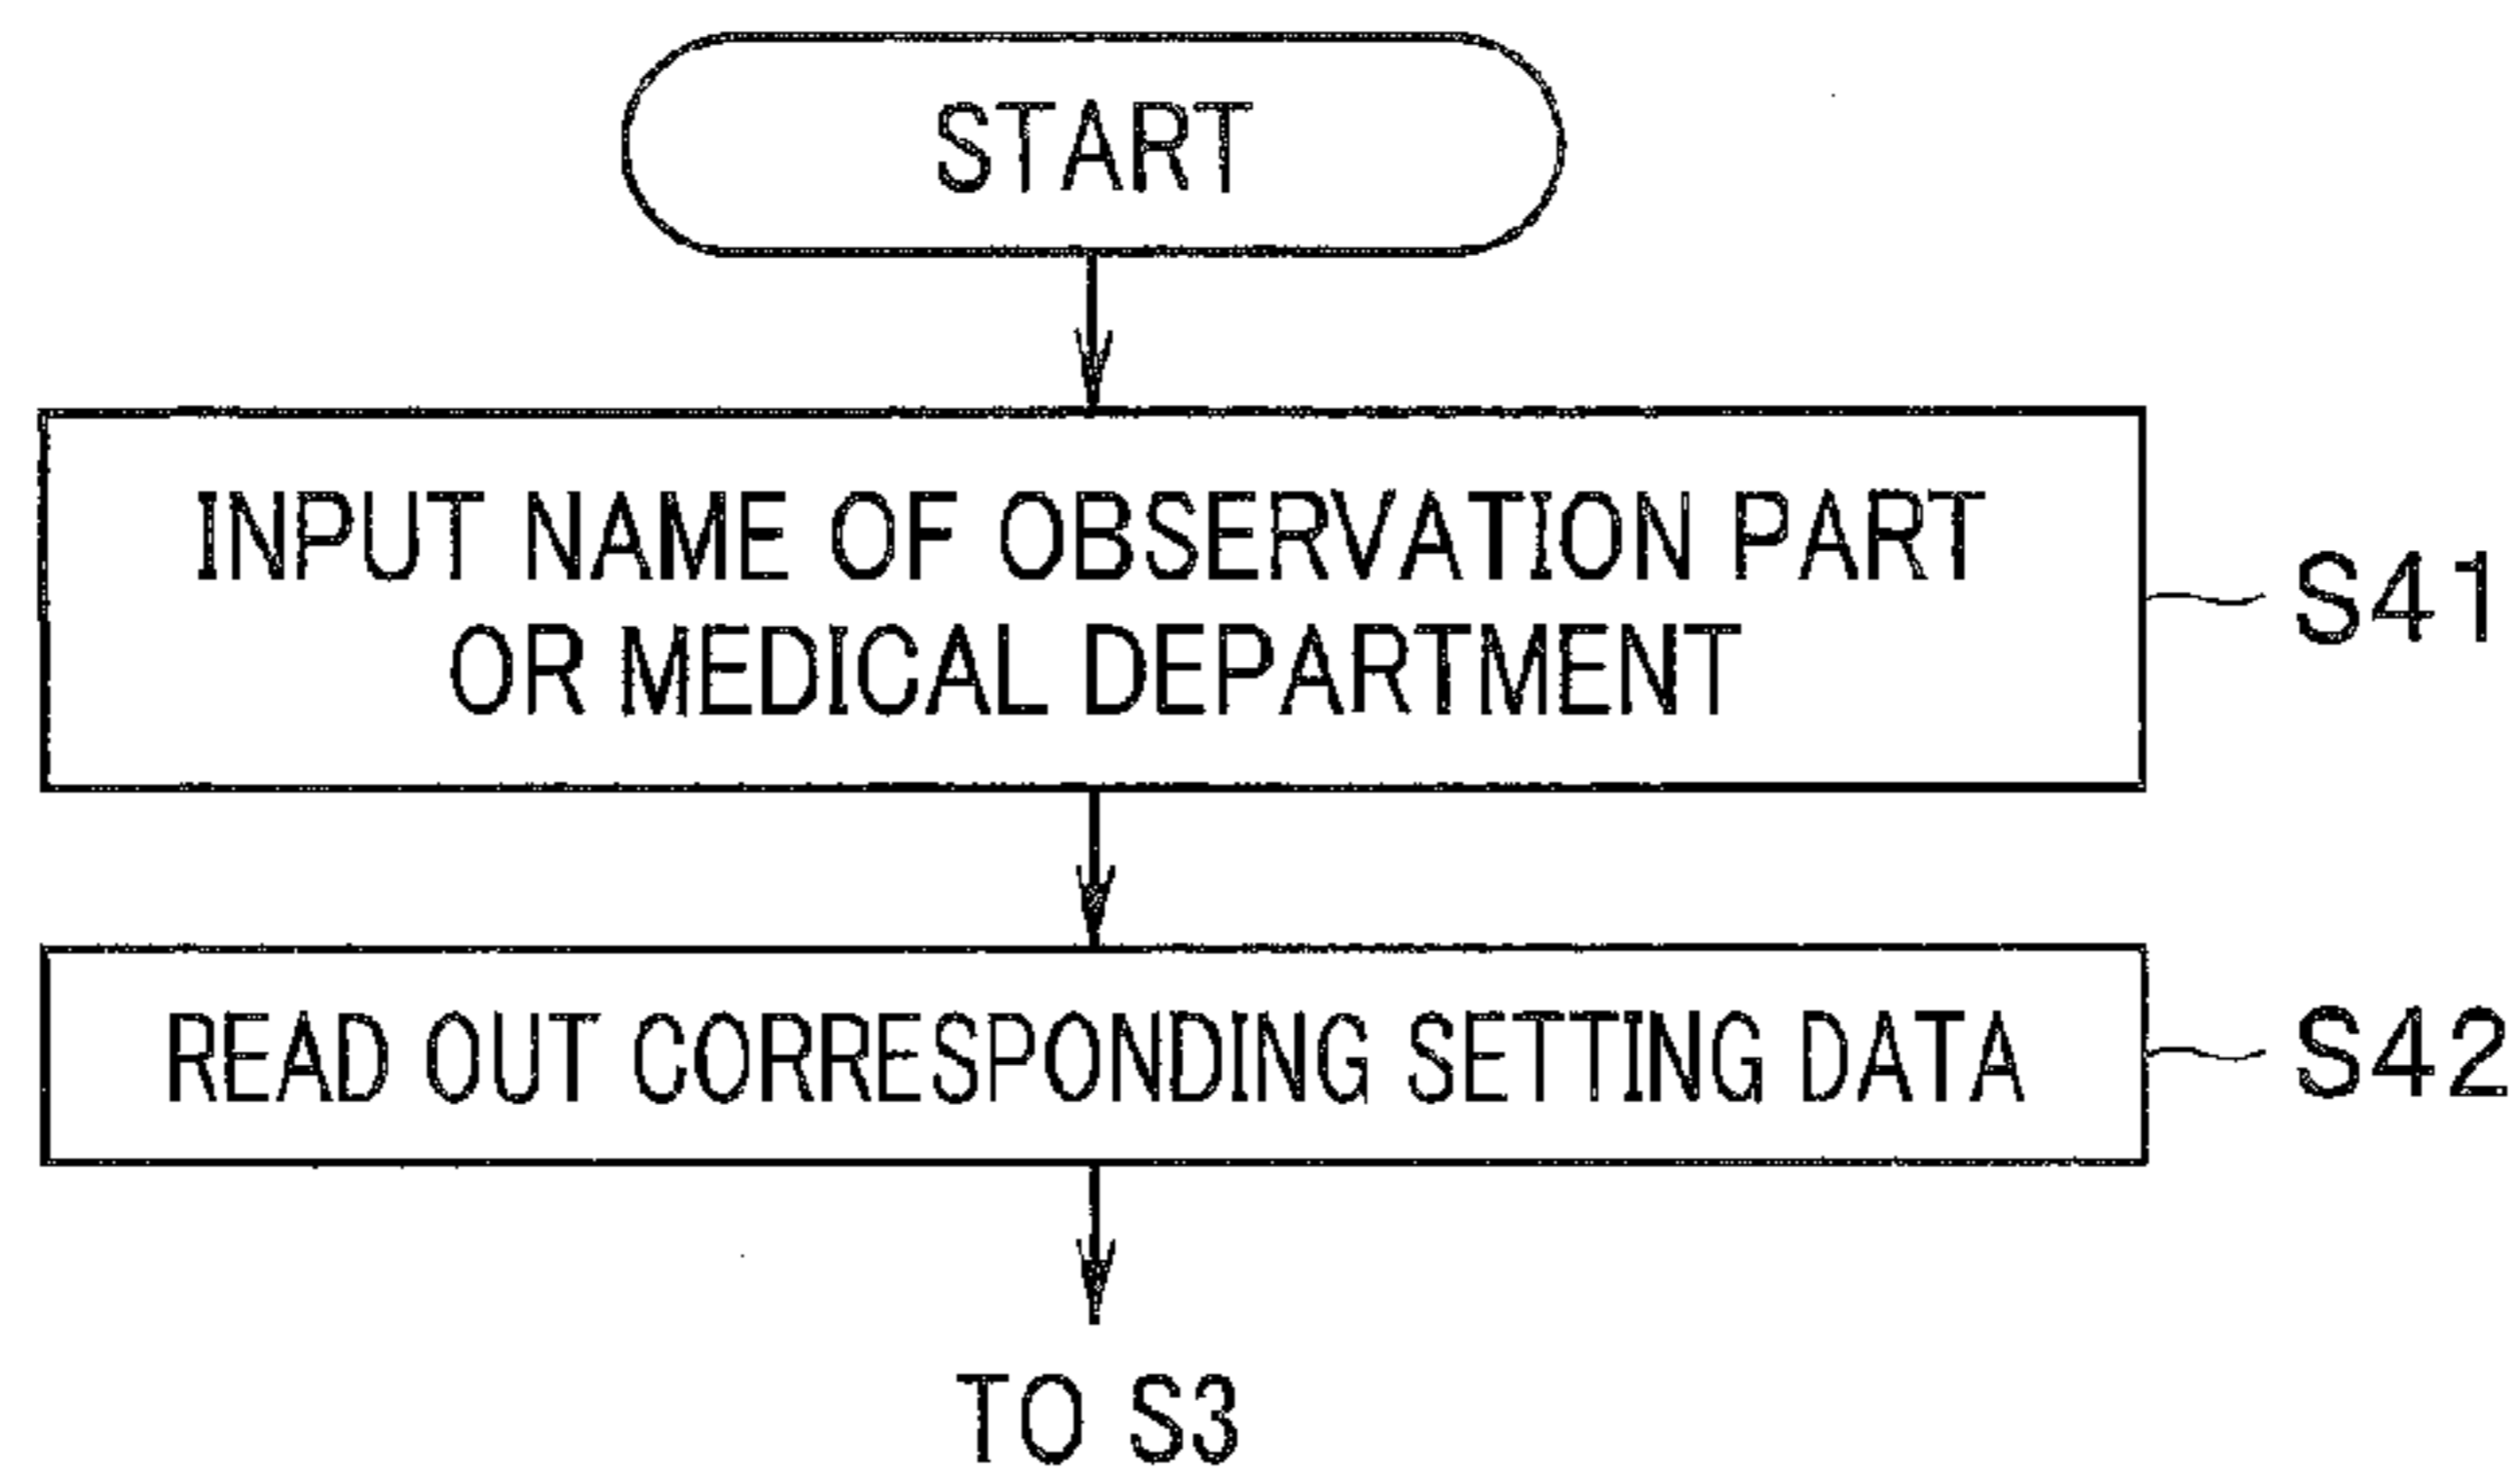 START
INPUT NAME OF OBSERVATION PART
OR MEDICAL DEPARTMENT
S41
READ OUT CORRESPONDING SETTING DATA
S42
TO S3